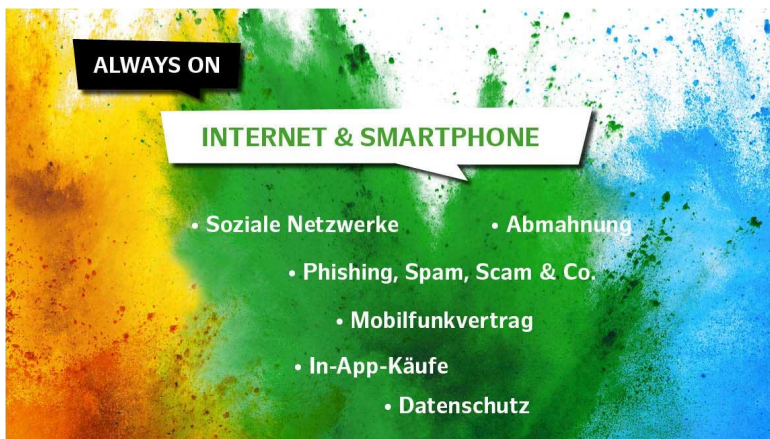 ALWAYS ON
INTERNET & SMARTPHONE
• Soziale Netzwerke • Abmahnung
• Phishing, Spam, Scam & Co.
• Mobilfunkvertrag
• In-App-Käufe
• Datenschutz